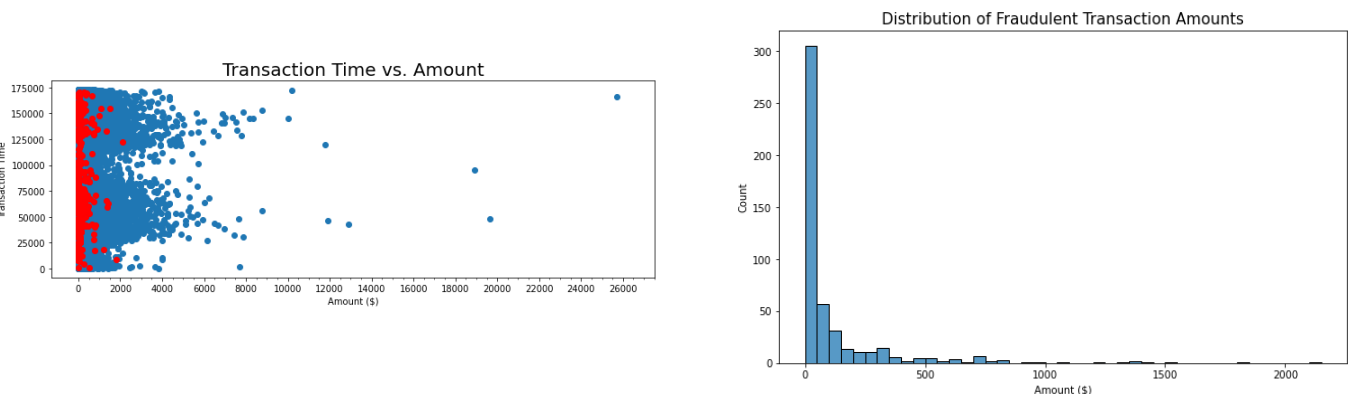 Transaction Time vs. Amount
Transaction Time
175000
150000
125000
100000
75000
50000
25000
0
0 2000 4000 6000 8000 10000 12000 14000 16000 18000 20000 22000 24000 26000
Amount ($)
Distribution of Fraudulent Transaction Amounts
Count
300
250
200
150
100
50
0
0 500 1000 1500 2000
Amount ($)